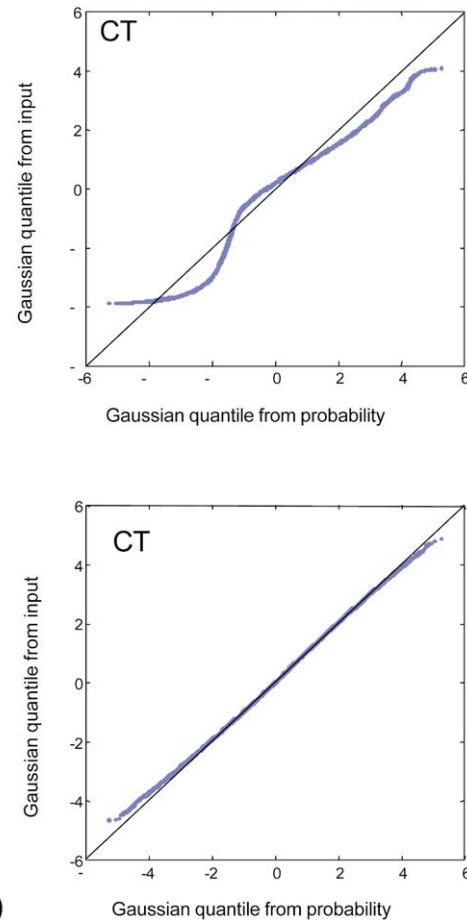 6
CT
4
2
0
-
-
-
Gaussian quantile from input
-6 - - 0 2 4 6
Gaussian quantile from probability
6
CT
4
2
0
-2
-4
-6
Gaussian quantile from input
- -4 -2 0 2 4 6
Gaussian quantile from probability
)